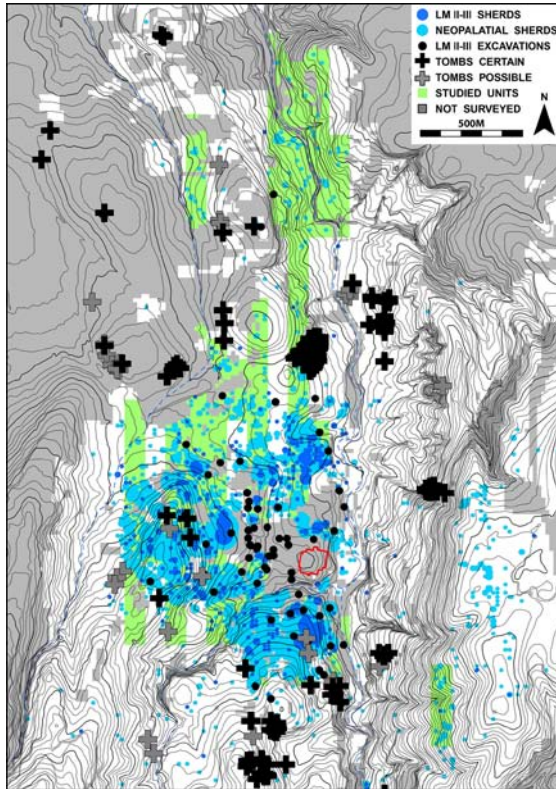 LM II-III SHERDS
NEOPALATIAL SHERDS
LM II-III EXCAVATIONS
TOMBS CERTAIN
TOMBS POSSIBLE
STUDIED UNITS
NOT SURVEYED
N
500M